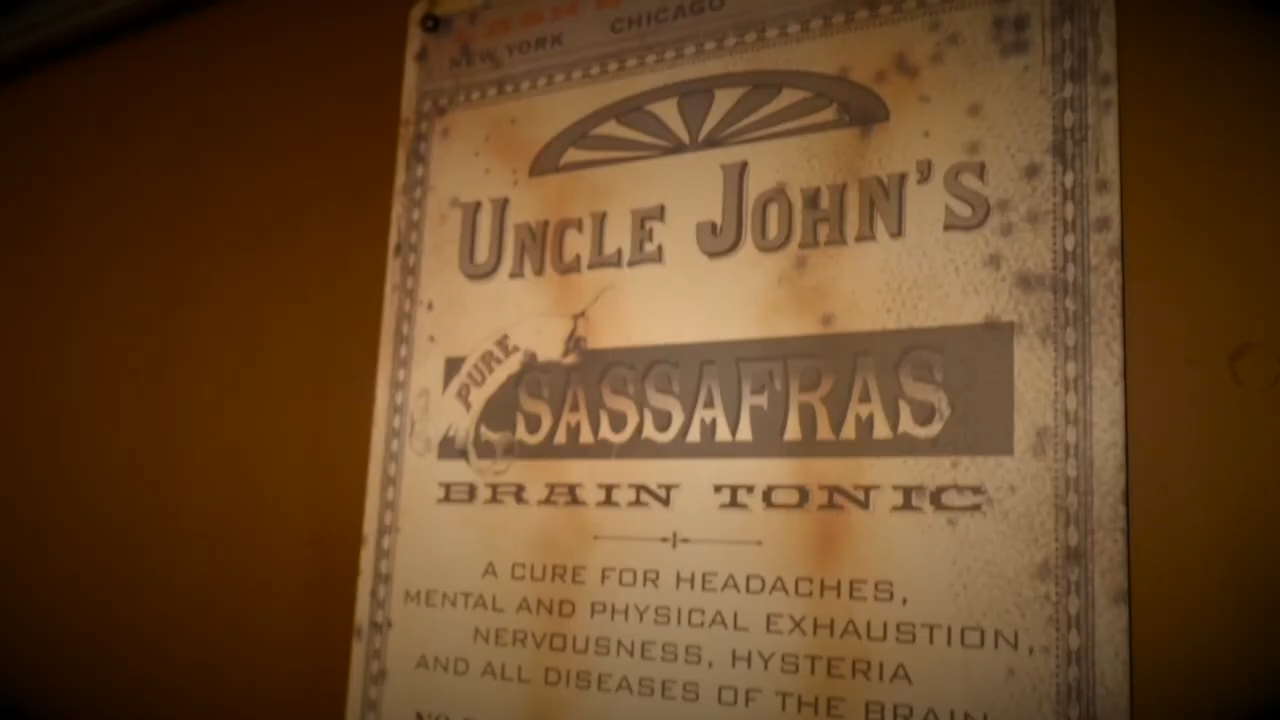 NEW YORK CHICAGO
UNCLE JOHN'S
PURE
SASSAFRAS
BRAIN TONIC
A CURE FOR HEADACHES,
MENTAL AND PHYSICAL EXHAUSTION,
NERVOUSNESS, HYSTERIA
AND ALL DISEASES OF THE BRAIN